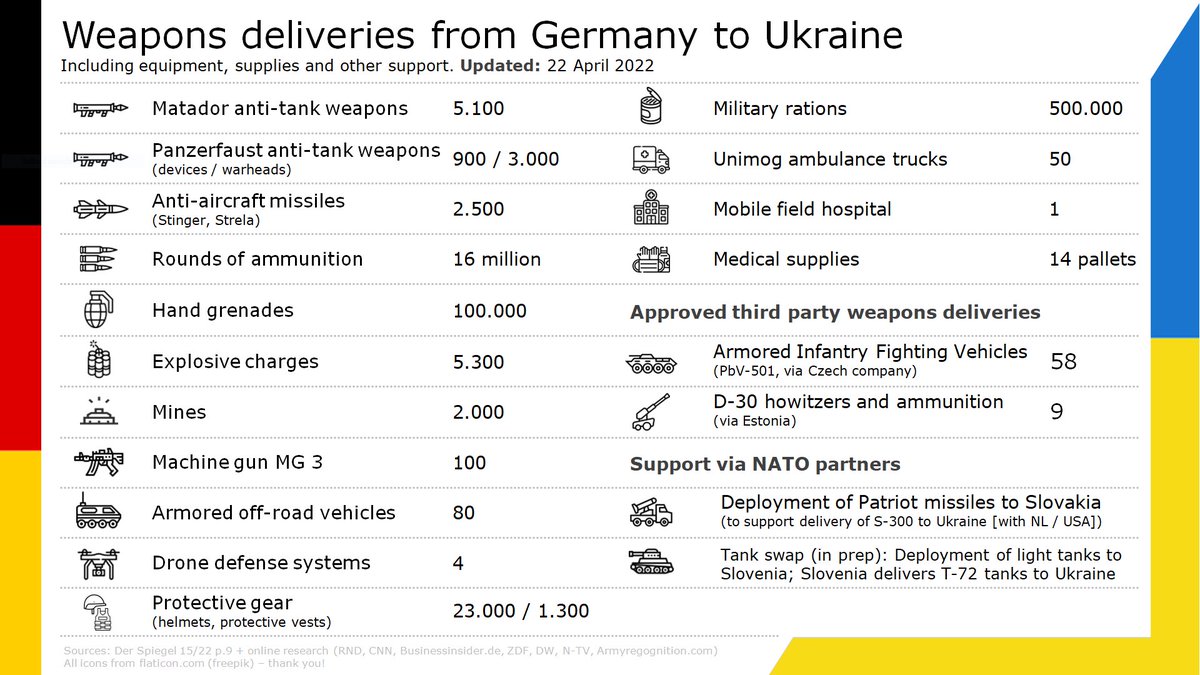 Weapons deliveries from Germany to Ukraine
Including equipment, supplies and other support. Updated: 22 April 2022
Matador anti-tank weapons 5.100
Panzerfaust anti-tank weapons 900 / 3.000
(devices / warheads)
Anti-aircraft missiles 2.500
(Stinger, Strela)
Rounds of ammunition 16 million
Hand grenades 100.000
Explosive charges 5.300
Mines 2.000
Machine gun MG 3 100
Armored off-road vehicles 80
Drone defense systems 4
Protective gear 23.000 / 1.300
(helmets, protective vests)
Military rations 500.000
Unimog ambulance trucks 50
Mobile field hospital 1
Medical supplies 14 pallets
Approved third party weapons deliveries
Armored Infantry Fighting Vehicles 58
(PbV-501, via Czech company)
D-30 howitzers and ammunition 9
(via Estonia)
Support via NATO partners
Deployment of Patriot missiles to Slovakia
(to support delivery of S-300 to Ukraine [with NL / USA])
Tank swap (in prep): Deployment of light tanks to
Slovenia; Slovenia delivers T-72 tanks to Ukraine
Sources: Der Spiegel 15/22 p.9 + online research (RND, CNN, Businessinsider.de, ZDF, DW, N-TV, Armyregognition.com)
All icons from flaticon.com (freepik) – thank you!